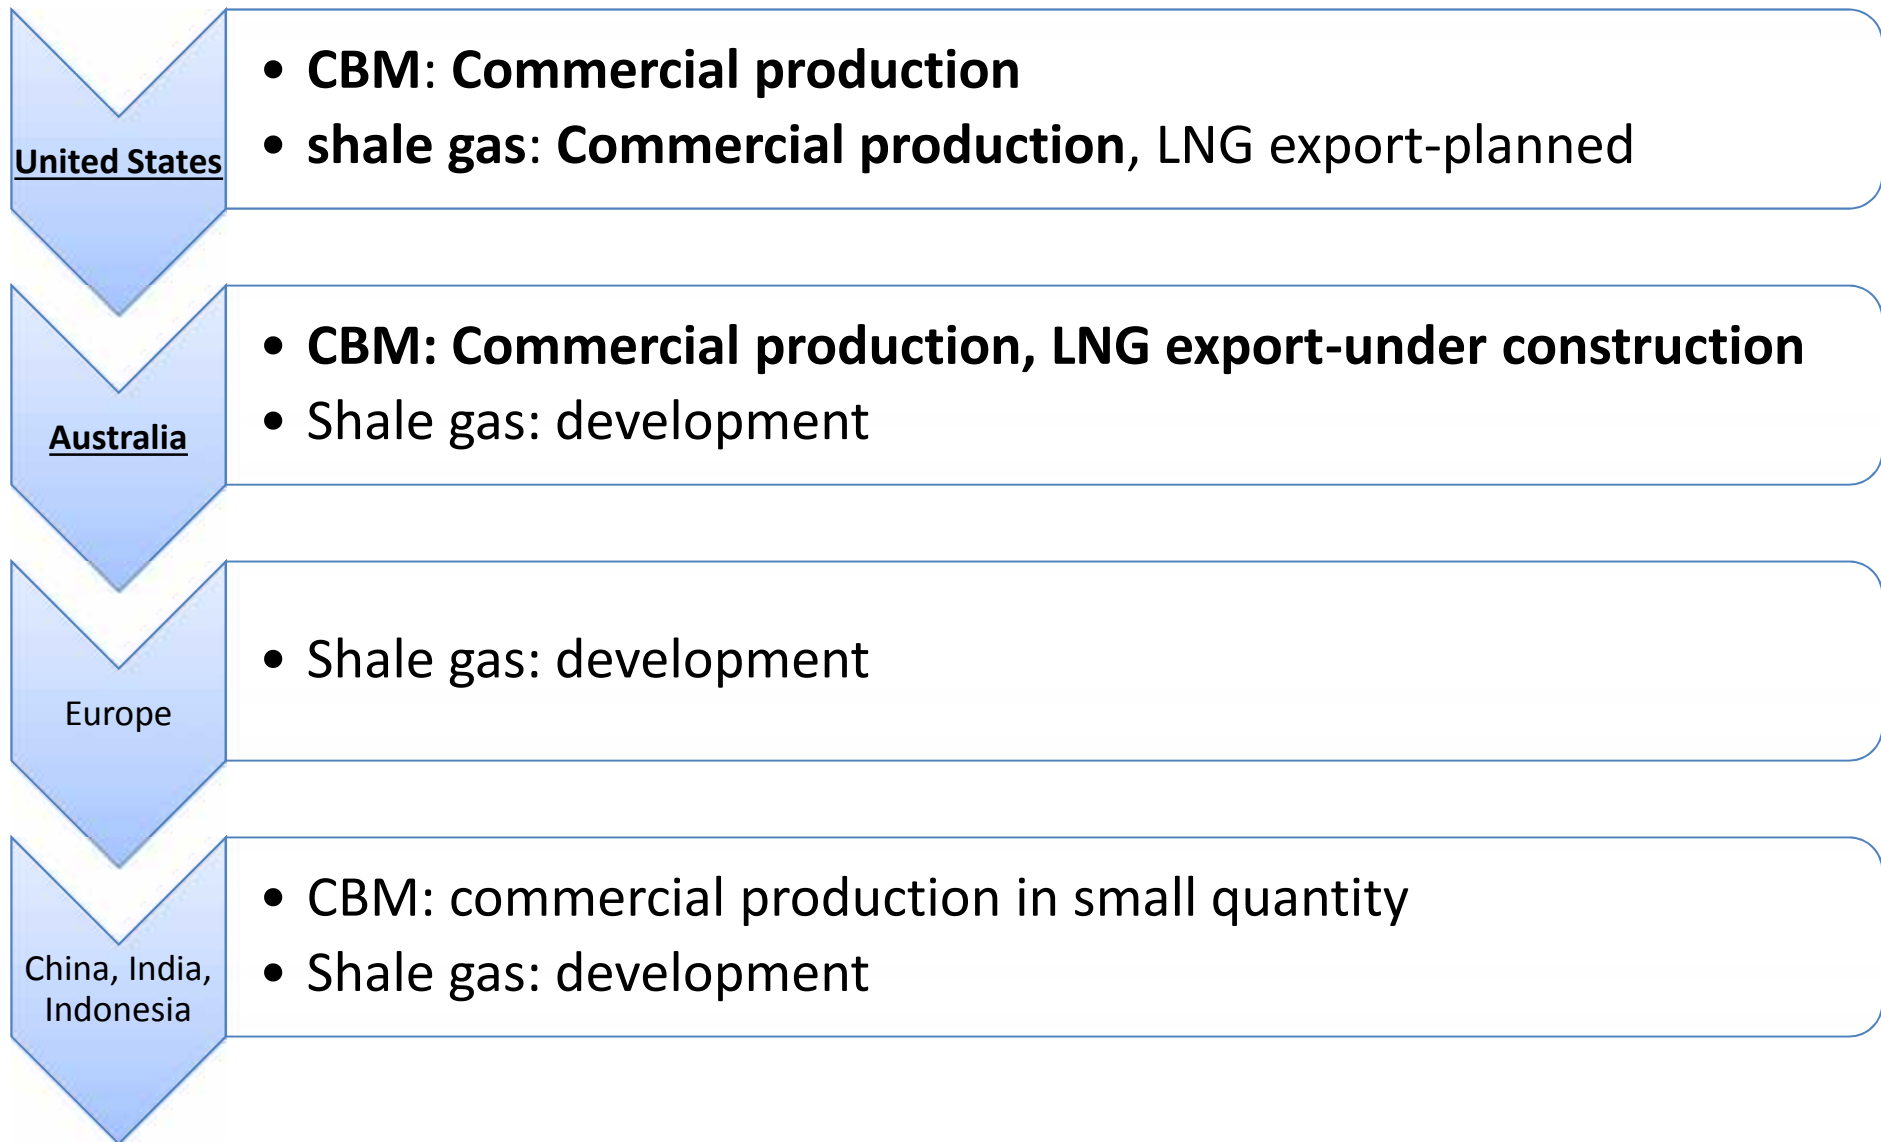 United States
• CBM: Commercial production
• shale gas: Commercial production, LNG export-planned
Australia
• CBM: Commercial production, LNG export-under construction
• Shale gas: development
Europe
• Shale gas: development
China, India,
Indonesia
• CBM: commercial production in small quantity
• Shale gas: development